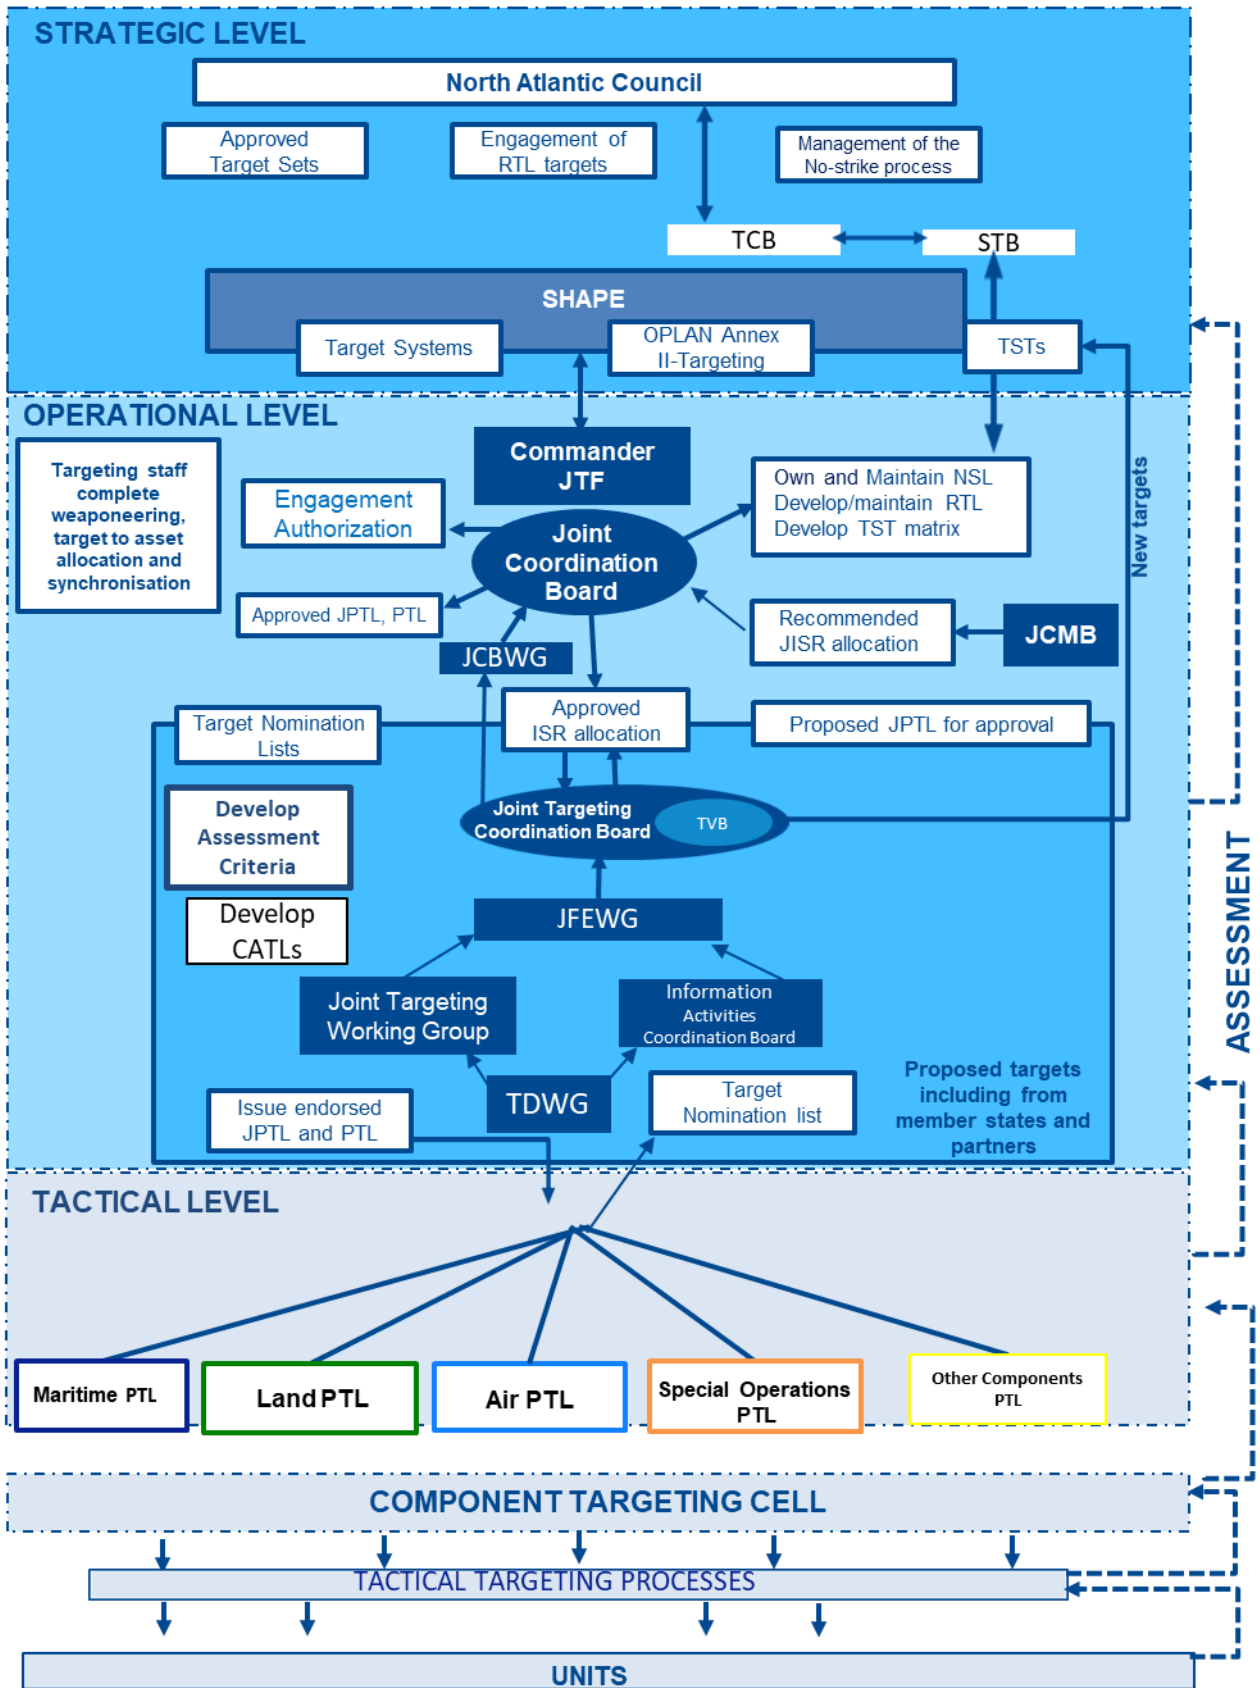 STRATEGIC LEVEL
North Atlantic Council
Approved
Target Sets
Engagement of
RTL targets
Management of the
No-strike process
TCB
STB
SHAPE
Target Systems
OPLAN Annex
II-Targeting
TSTs
OPERATIONAL LEVEL
Targeting staff
complete
weaponeering,
target to asset
allocation and
synchronisation
Commander
JTF
Engagement
Authorization
Own and Maintain NSL
Develop/maintain RTL
Develop TST matrix
New targets
Joint
Coordination
Board
Approved JPTL, PTL
Recommended
JISR allocation
JCMB
JCBWG
Target Nomination
Lists
Approved
ISR allocation
Proposed JPTL for approval
Develop
Assessment
Criteria
Joint Targeting
Coordination Board
TVB
ASSESSMENT
Develop
CATLs
JFEWG
Joint Targeting
Working Group
Information
Activities
Coordination Board
TDWG
Issue endorsed
JPTL and PTL
Target
Nomination list
Proposed targets
including from
member states and
partners
TACTICAL LEVEL
Maritime PTL
Land PTL
Air PTL
Special Operations
PTL
Other Components
PTL
COMPONENT TARGETING CELL
TACTICAL TARGETING PROCESSES
UNITS